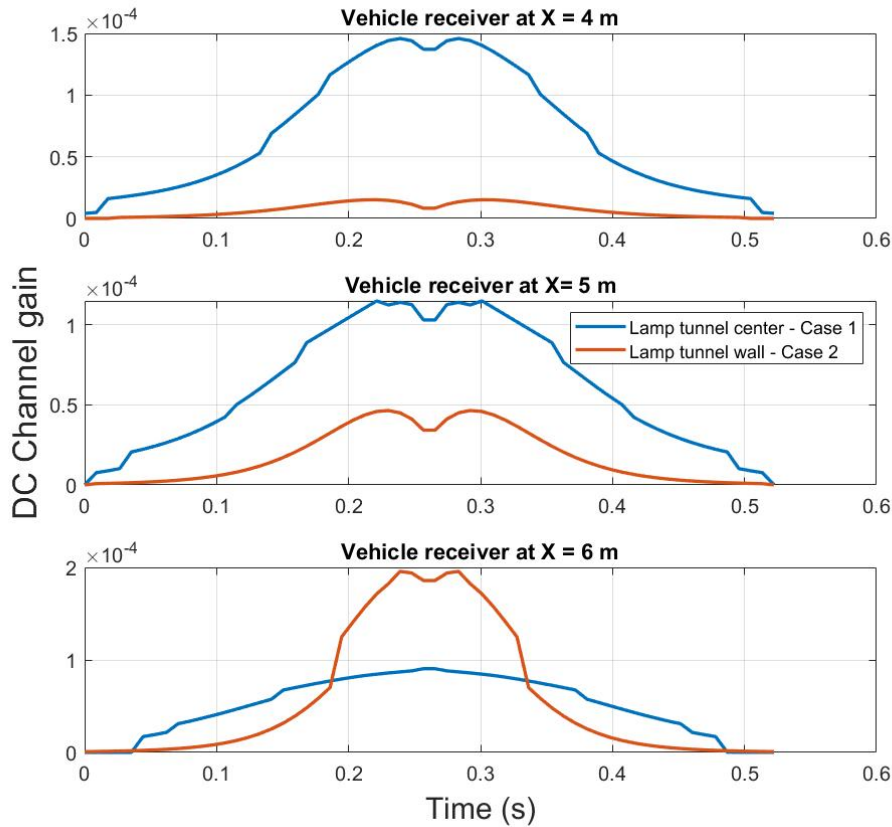 Vehicle receiver at X = 4 m
×10-4
1.5
1
0.5
0
0 0.1 0.2 0.3 0.4 0.5 0.6
Vehicle receiver at X= 5 m
×10-4
1
0.5
0
0 0.1 0.2 0.3 0.4 0.5 0.6
Lamp tunnel center - Case 1
Lamp tunnel wall - Case 2
DC Channel gain
Vehicle receiver at X = 6 m
×10-4
2
1
0
0 0.1 0.2 0.3 0.4 0.5 0.6
Time (s)